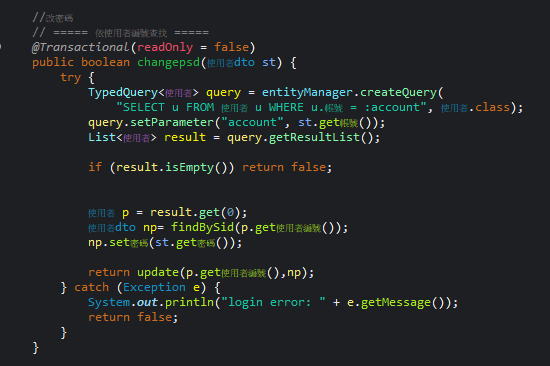 //改密碼
// ===== 依使用者編號查找 =====
@Transactional(readOnly = false)
public boolean changepsd(使用者dto st) {
try {
TypedQuery<使用者> query = entityManager.createQuery(
"SELECT u FROM 使用者 u WHERE u.帳號 = :account", 使用者.class);
query.setParameter("account", st.get帳號());
List<使用者> result = query.getResultList();
if (result.isEmpty()) return false;
使用者 p = result.get(0);
使用者dto np= findBySid(p.get使用者編號());
np.set密碼(st.get密碼());
return update(p.get使用者編號(),np);
} catch (Exception e) {
System.out.println("login error: " + e.getMessage());
return false;
}
}